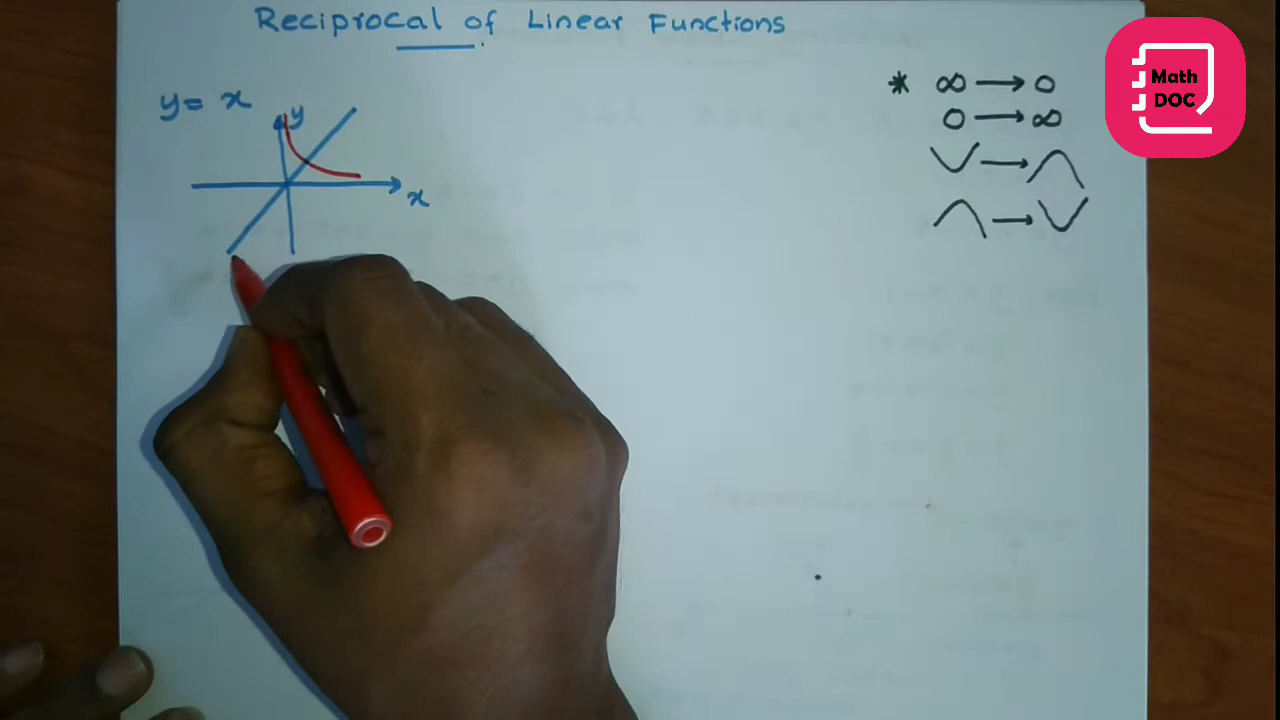 Reciprocal of Linear Functions
y = x
y
x
* ∞ → 0
0 → ∞
Math
DOC